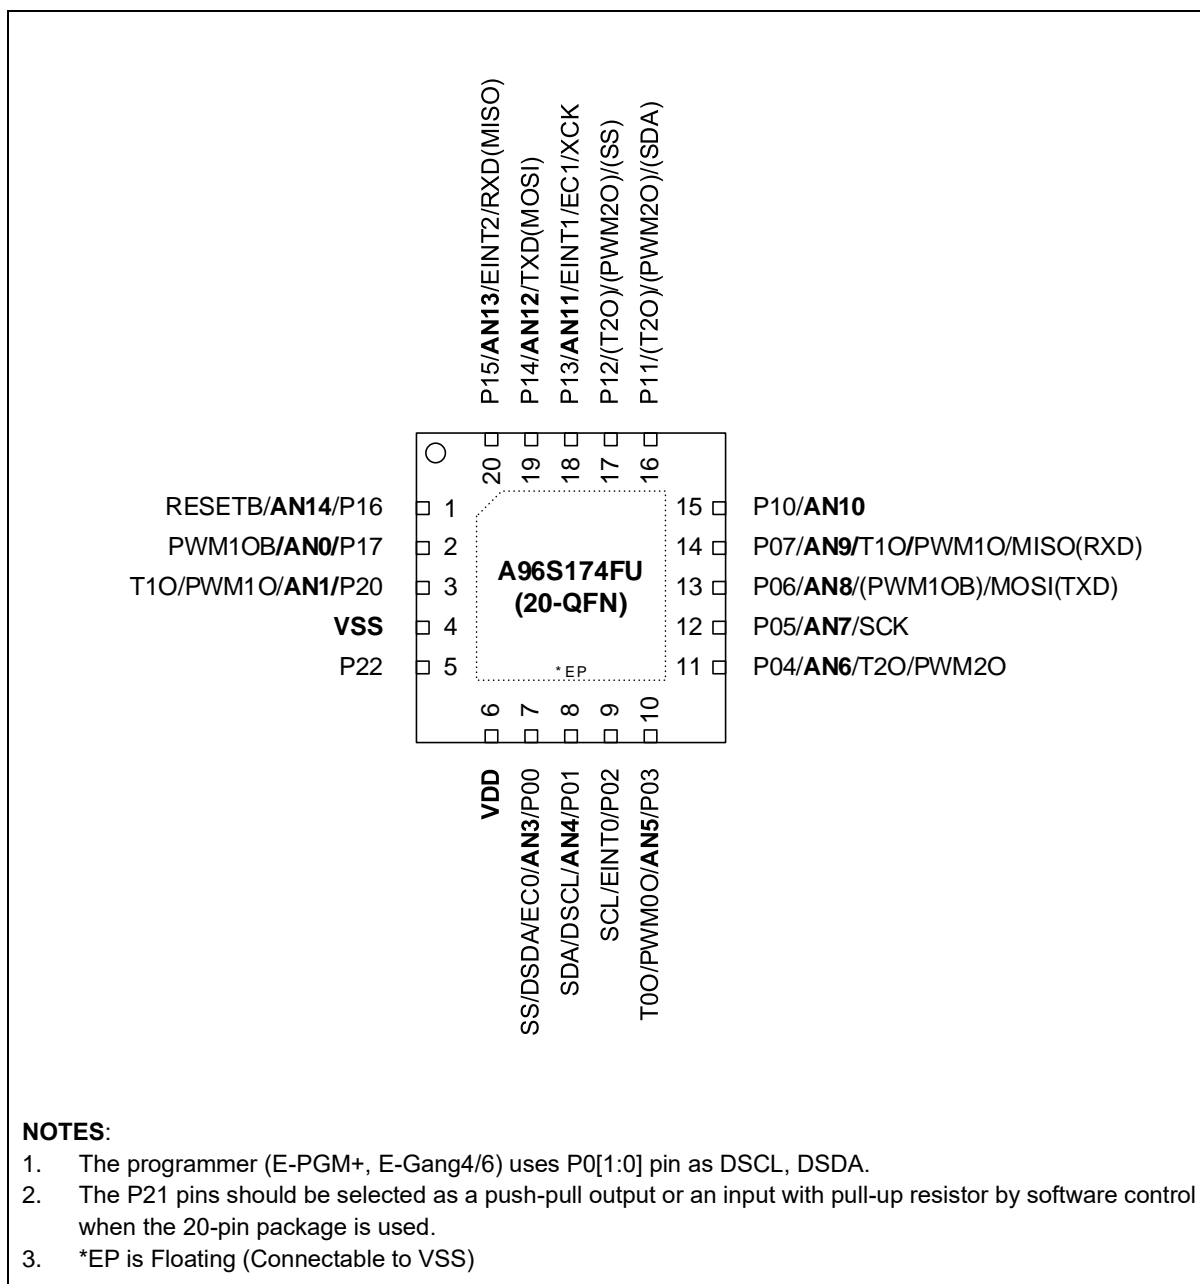 P15/AN13/EINT2/RXD(MISO)
P14/AN12/TXD(MOSI)
P13/AN11/EINT1/EC1/XCK
P12/(T2O)/(PWM2O)/(SS)
P11/(T2O)/(PWM2O)/(SDA)
20 19 18 17 16
RESETB/AN14/P16 1
PWM1OB/AN0/P17 2
T1O/PWM1O/AN1/P20 3
VSS 4
P22 5
A96S174FU
(20-QFN)
*EP
15 P10/AN10
14 P07/AN9/T1O/PWM1O/MISO(RXD)
13 P06/AN8/(PWM1OB)/MOSI(TXD)
12 P05/AN7/SCK
11 P04/AN6/T2O/PWM2O
6 7 8 9 10
VDD
SS/DSDA/EC0/AN3/P00
SDA/DSCL/AN4/P01
SCL/EINT0/P02
T0O/PWM0O/AN5/P03
NOTES:
1. The programmer (E-PGM+, E-Gang4/6) uses P0[1:0] pin as DSCL, DSDA.
2. The P21 pins should be selected as a push-pull output or an input with pull-up resistor by software control
when the 20-pin package is used.
3. *EP is Floating (Connectable to VSS)